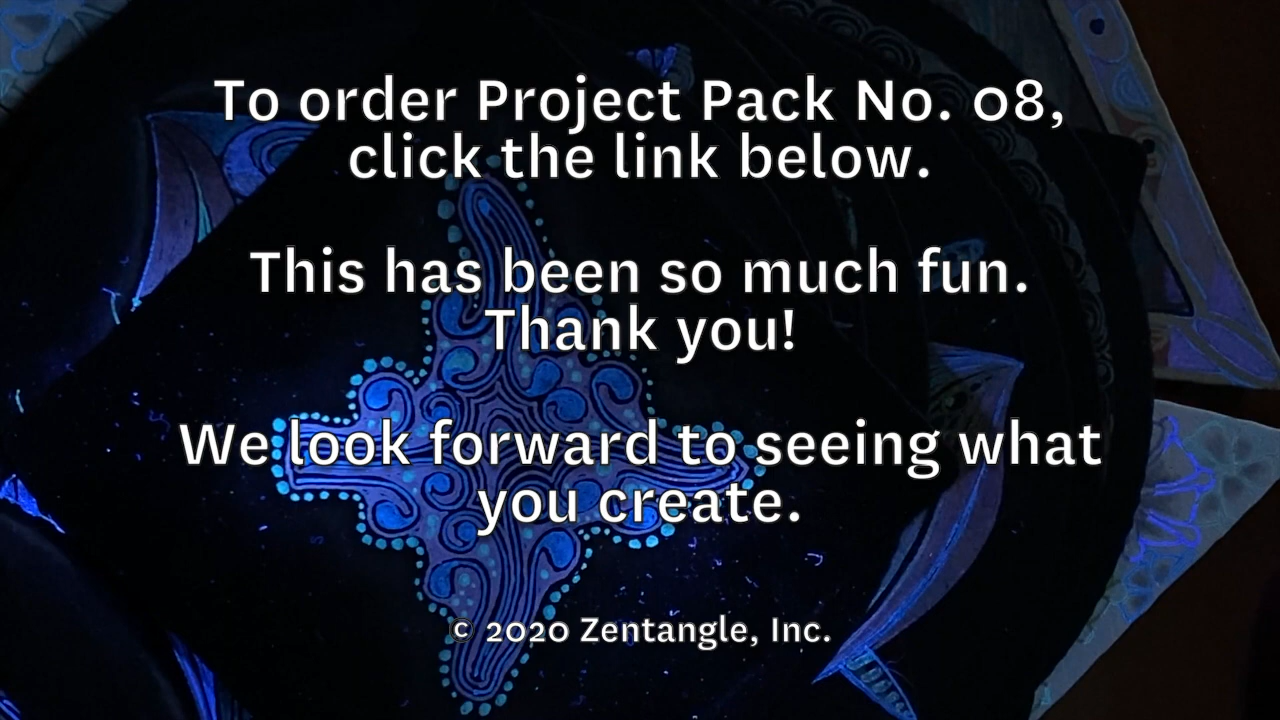 To order Project Pack No. 08,
click the link below.
This has been so much fun.
Thank you!
We look forward to seeing what
you create.
© 2020 Zentangle, Inc.